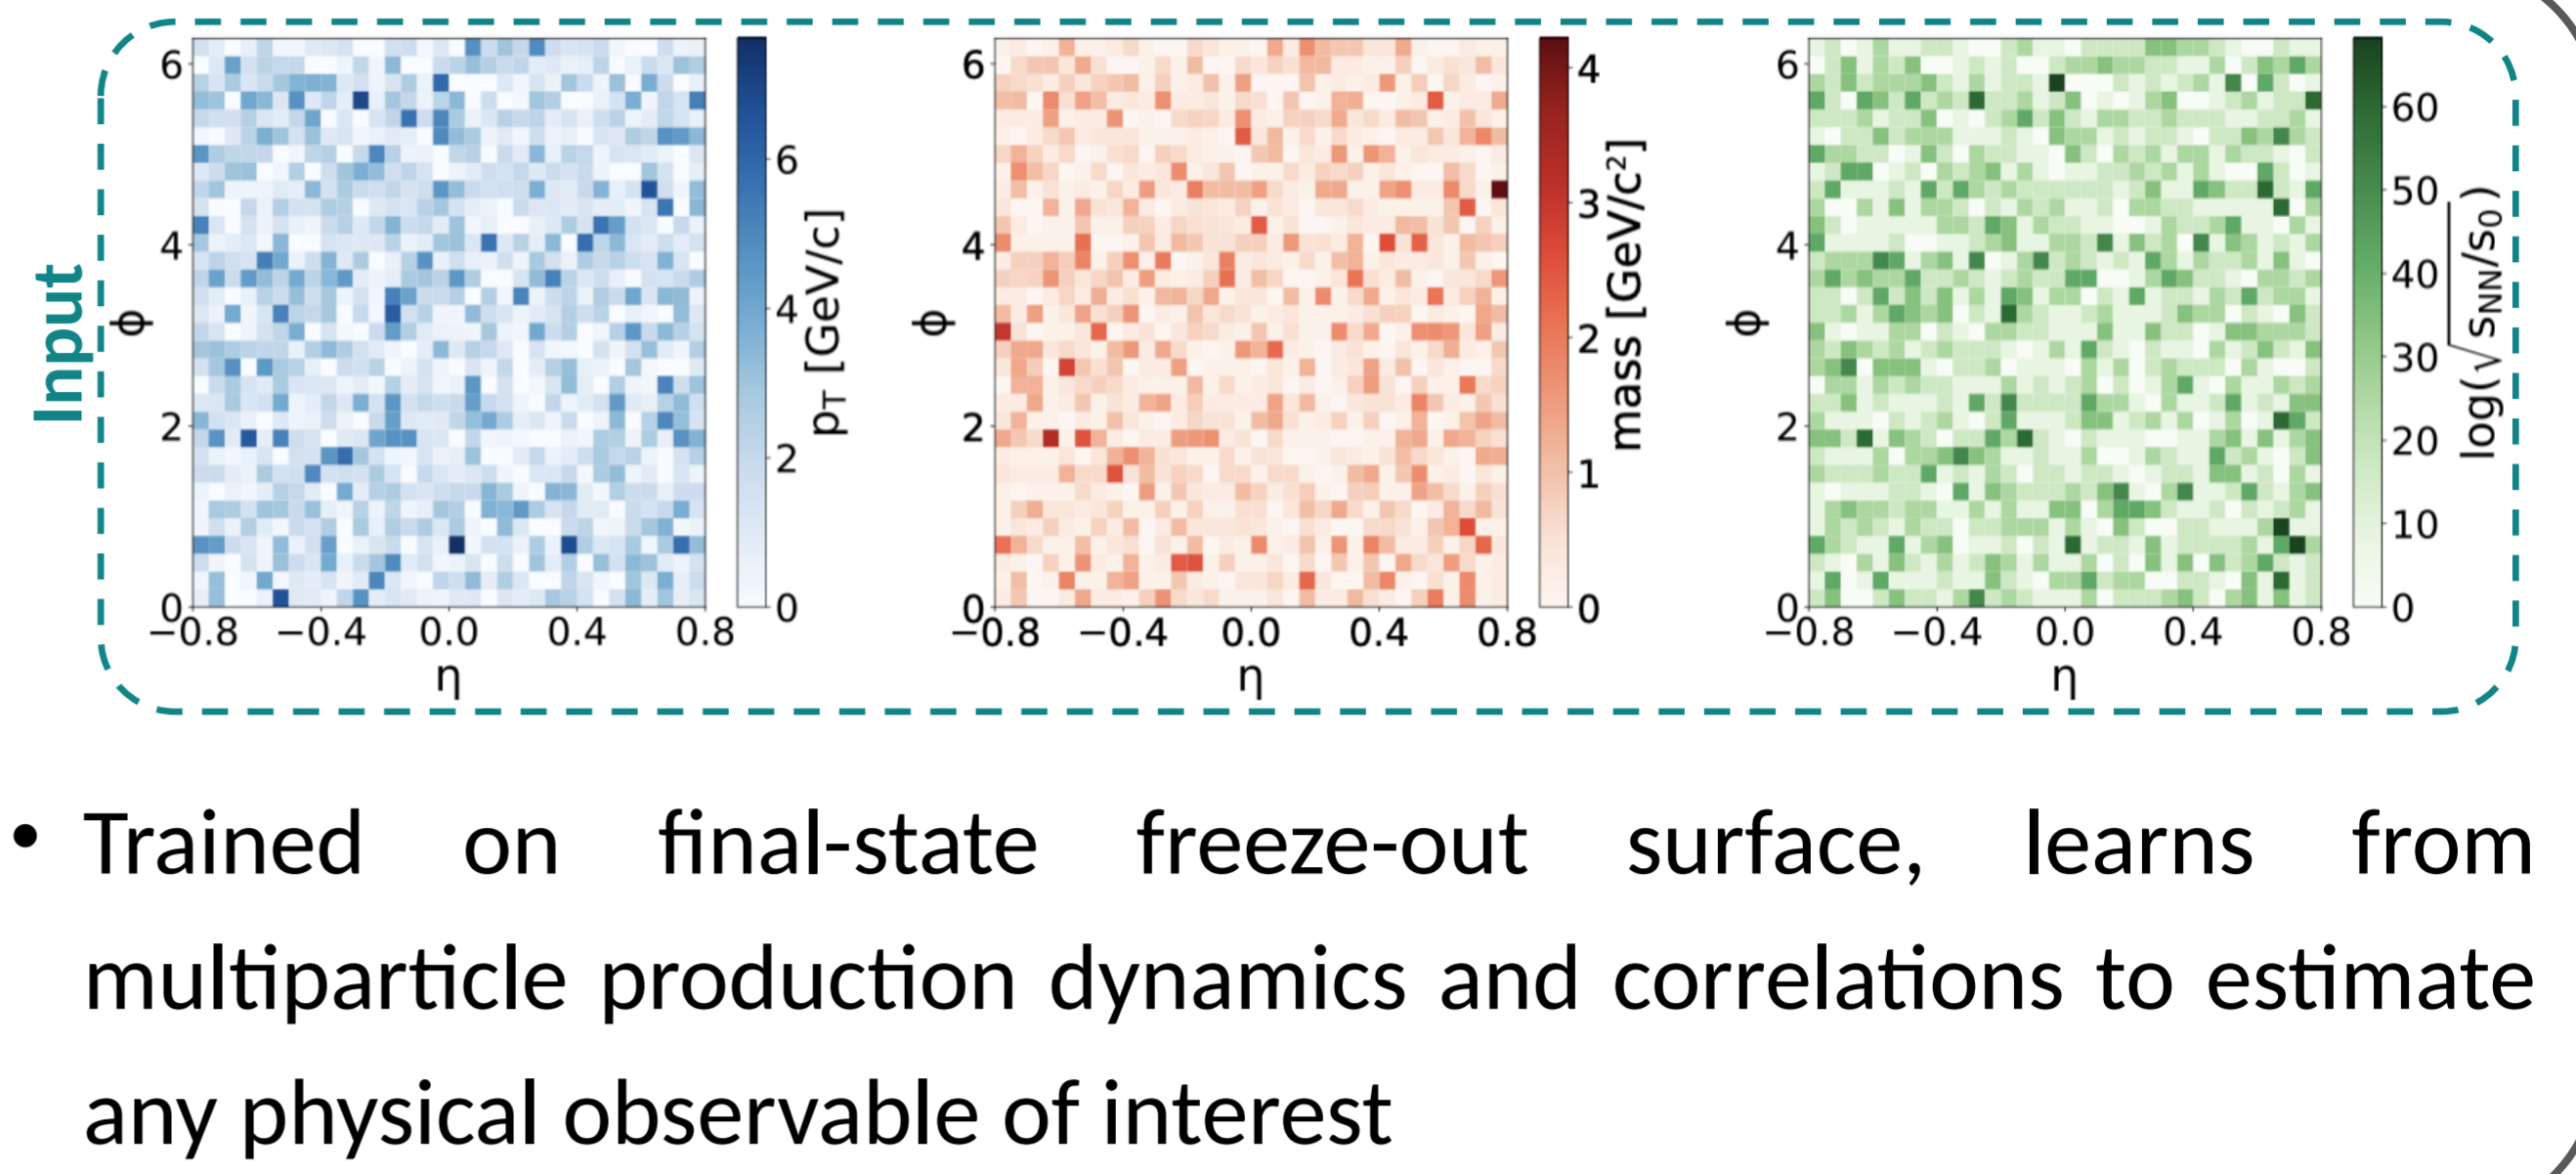 Input
6
4
2
0
ϕ
−0.8 −0.4 0.0 0.4 0.8
η
6
4
2
0
p_T [GeV/c]
6
4
2
0
ϕ
−0.8 −0.4 0.0 0.4 0.8
η
4
3
2
1
0
mass [GeV/c²]
6
4
2
0
ϕ
−0.8 −0.4 0.0 0.4 0.8
η
60
50
40
30
20
10
0
log(√s_NN/s_0)
• Trained on final-state freeze-out surface, learns from
multiparticle production dynamics and correlations to estimate
any physical observable of interest